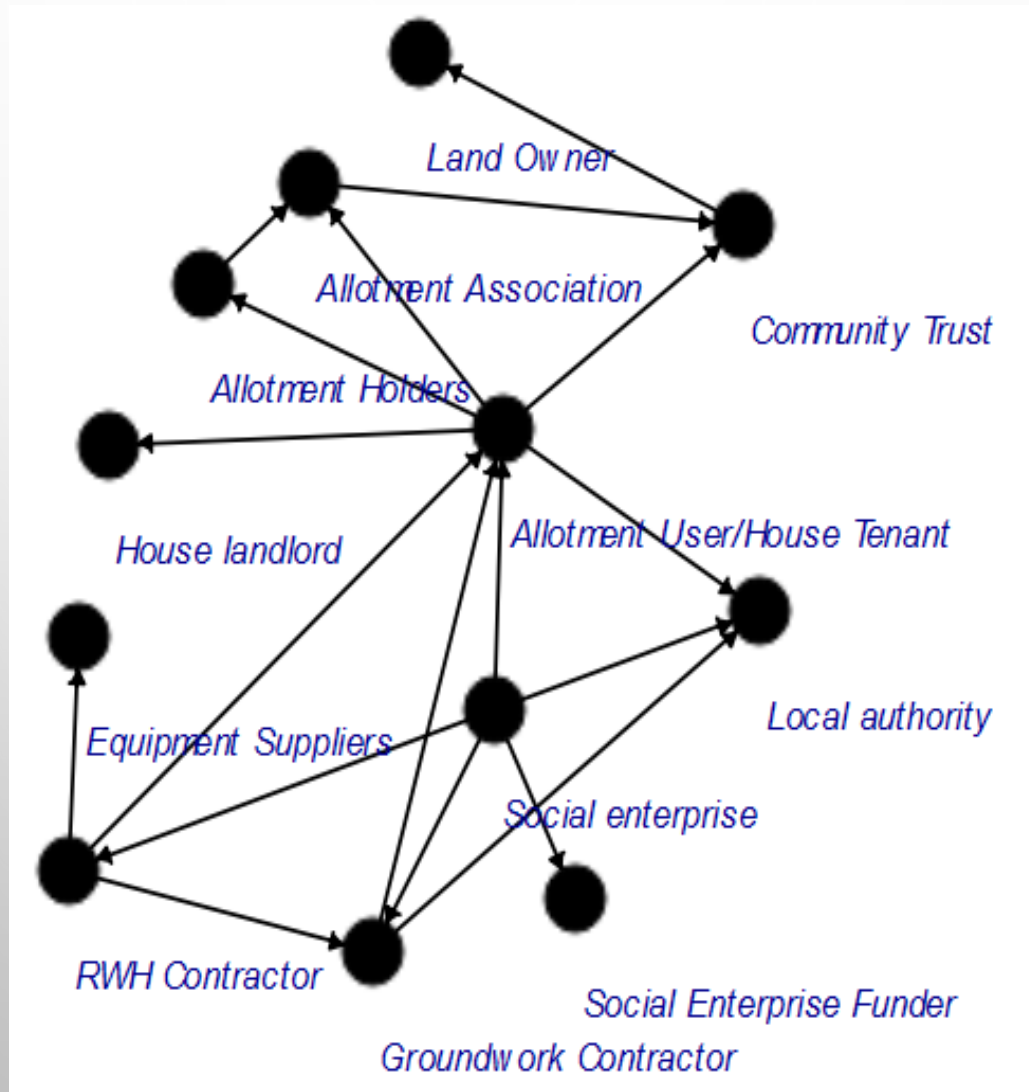 Land Owner
Allotment Association
Community Trust
Allotment Holders
Allotment User/House Tenant
House landlord
Local authority
Equipment Suppliers
Social enterprise
RWH Contractor
Social Enterprise Funder
Groundwork Contractor